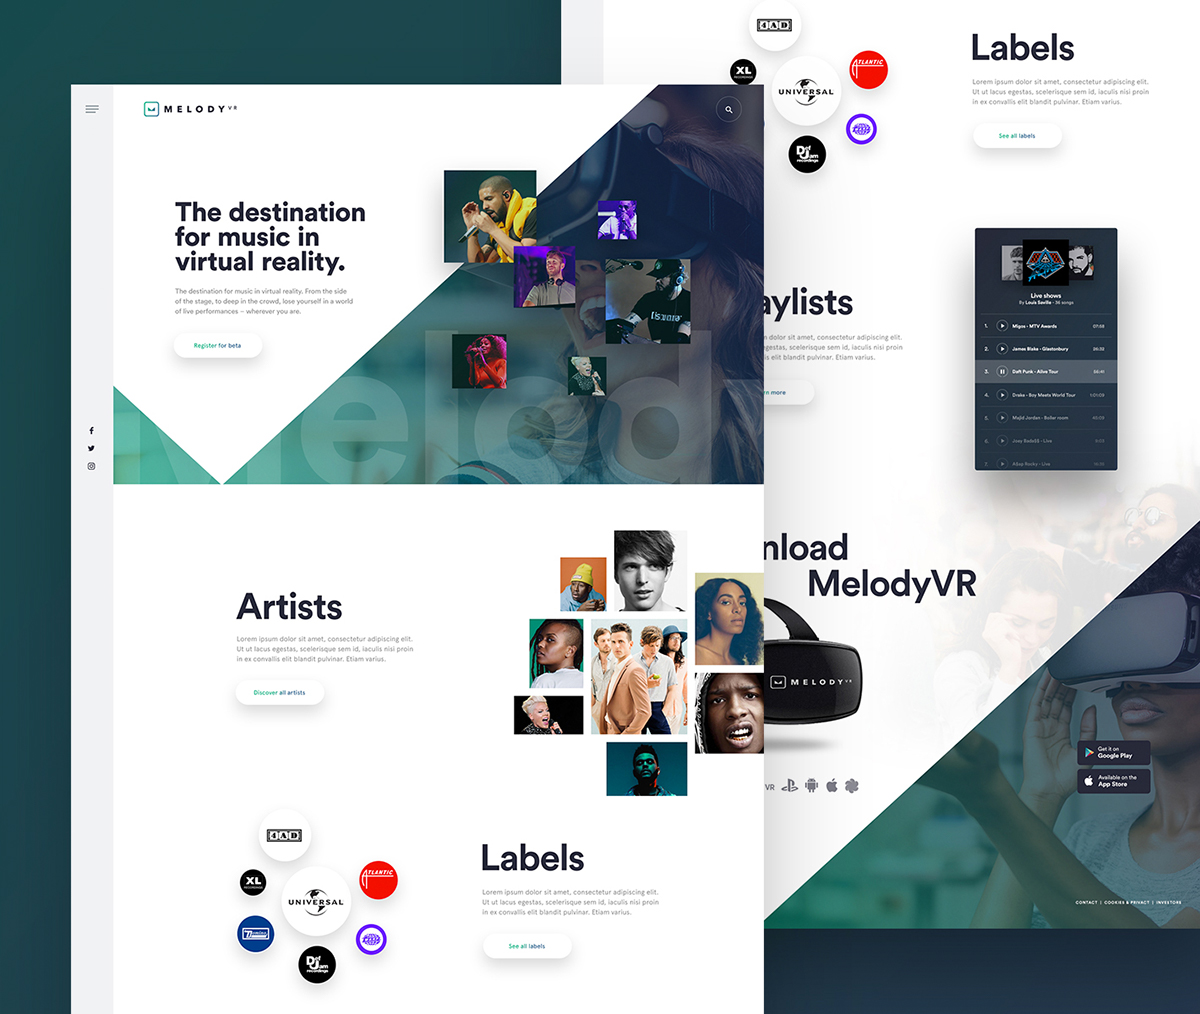 MELODY VR
The destination
for music in
virtual reality.
The destination for music in virtual reality. From the side
of the stage, to deep in the crowd, lose yourself in a world
of live performances – wherever you are.
Register for beta
Melody
Artists
Lorem ipsum dolor sit amet, consectetur adipiscing elit.
Ut ut lacus egestas, scelerisque sem id, iaculis nisi proin
in ex convallis elit blandit pulvinar. Etiam varius.
Discover all artists
4AD
XL
RECORDINGS
ATLANTIC
UNIVERSAL
Domino
Def Jam
recordings
Labels
Lorem ipsum dolor sit amet, consectetur adipiscing elit.
Ut ut lacus egestas, scelerisque sem id, iaculis nisi proin
in ex convallis elit blandit pulvinar. Etiam varius.
See all labels
4AD
XL
RECORDINGS
ATLANTIC
UNIVERSAL
Def Jam
recordings
Labels
Lorem ipsum dolor sit amet, consectetur adipiscing elit.
Ut ut lacus egestas, scelerisque sem id, iaculis nisi proin
in ex convallis elit blandit pulvinar. Etiam varius.
See all labels
aylists
n dolor sit amet, consectetur adipiscing elit.
egestas, scelerisque sem id, iaculis nisi proin
is elit blandit pulvinar. Etiam varius.
rn more
Live shows
By Louis Saville - 36 songs
1. Migos - MTV Awards 07:58
2. James Blake - Glastonbury 36:32
3. Daft Punk - Alive Tour 56:41
4. Drake - Boy Meets World Tour 1:01:03
5. Majid Jordan - Boiler room 45:03
6. Joey Bada$$ - Live 9:03
7. A$ap Rocky - Live
nload
MelodyVR
MELODY VR
VR
Get it on
Google Play
Available on the
App Store
CONTACT | COOKIES & PRIVACY | INVESTORS